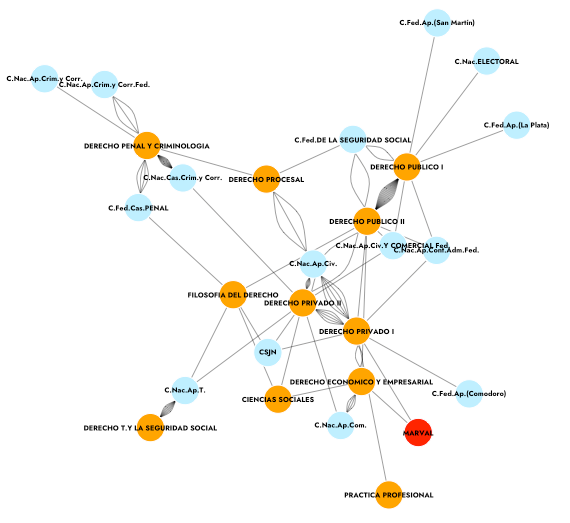 C.Fed.Ap.(San Martín)
C.Nac.ELECTORAL
C.Nac.Ap.Crim.y Corr.
C.Nac.Ap.Crim.y Corr.Fed.
C.Fed.Ap.(La Plata)
C.Fed.DE LA SEGURIDAD SOCIAL
DERECHO PENAL Y CRIMINOLOGIA
DERECHO PUBLICO I
C.Nac.Cas.Crim.y Corr.
DERECHO PROCESAL
C.Fed.Cas.PENAL
DERECHO PUBLICO II
C.Nac.Ap.Civ.Y COMERCIAL Fed.
C.Nac.Ap.Cont.Adm.Fed.
C.Nac.Ap.Civ.
FILOSOFIA DEL DERECHO
DERECHO PRIVADO II
DERECHO PRIVADO I
CSJN
DERECHO ECONOMICO Y EMPRESARIAL
C.Nac.Ap.T.
C.Fed.Ap.(Comodoro)
CIENCIAS SOCIALES
C.Nac.Ap.Com.
DERECHO T.Y LA SEGURIDAD SOCIAL
MARVAL
PRACTICA PROFESIONAL